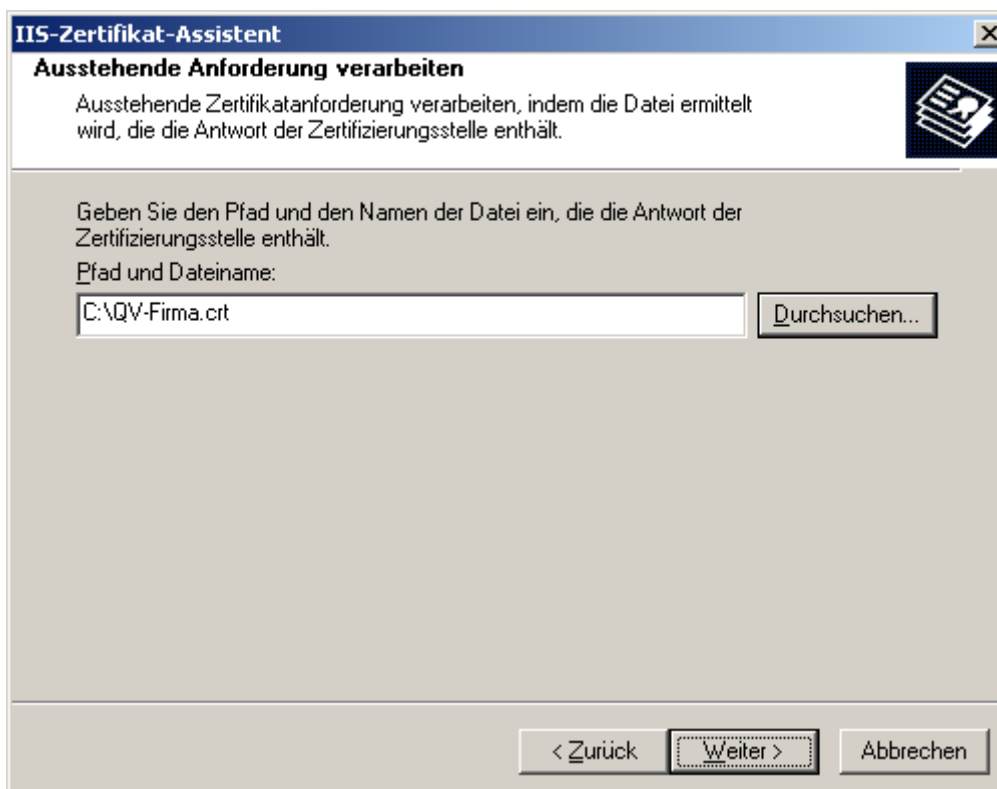 IIS-Zertifikat-Assistent
Ausstehende Anforderung verarbeiten
Ausstehende Zertifikatanforderung verarbeiten, indem die Datei ermittelt
wird, die die Antwort der Zertifizierungsstelle enthält.
Geben Sie den Pfad und den Namen der Datei ein, die die Antwort der
Zertifizierungsstelle enthält.
Pfad und Dateiname:
C:\QV-Firma.crt
Durchsuchen...
< Zurück
Weiter >
Abbrechen